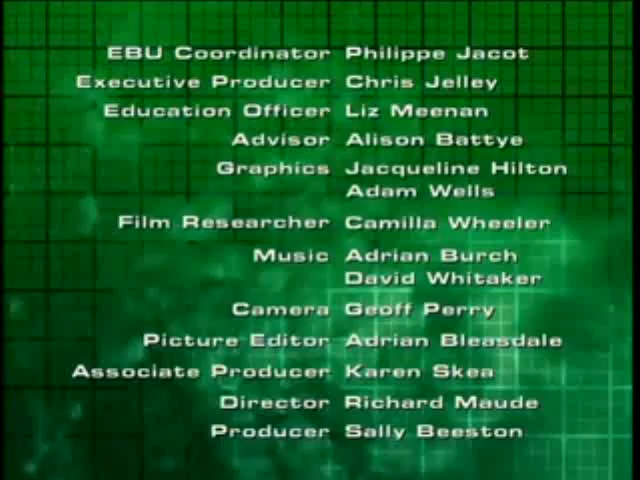 EBU Coordinator Philippe Jacot
Executive Producer Chris Jelley
Education Officer Liz Meenan
Advisor Alison Battye
Graphics Jacqueline Hilton
Adam Wells
Film Researcher Camilla Wheeler
Music Adrian Burch
David Whitaker
Camera Geoff Perry
Picture Editor Adrian Bleasdale
Associate Producer Karen Skea
Director Richard Maude
Producer Sally Beeston